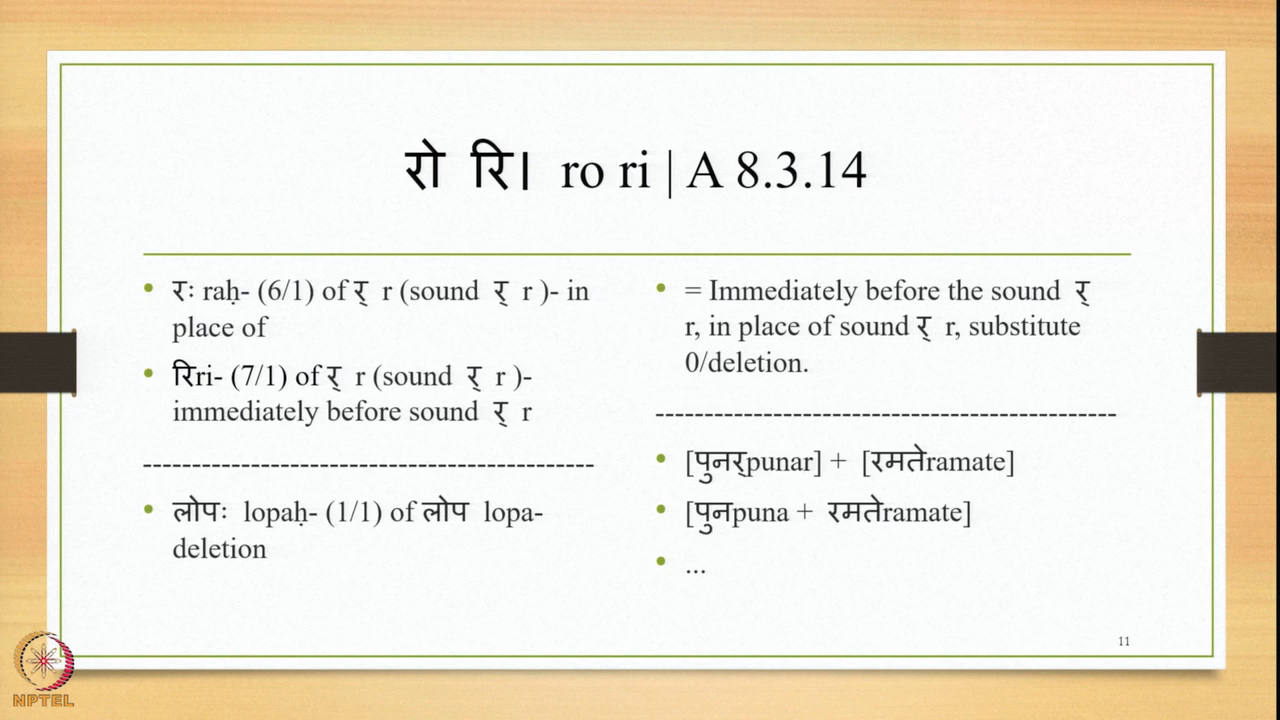 रो रि। ro ri | A 8.3.14
• रः raḥ- (6/1) of र् r (sound र् r )- in
place of
• रिri- (7/1) of र् r (sound र् r )-
immediately before sound र् r
-----------------------------------------------
• लोपः lopaḥ- (1/1) of लोप lopa-
deletion
• = Immediately before the sound र्
r, in place of sound र् r, substitute
0/deletion.
-----------------------------------------------
• [पुनर्punar] + [रमतेramate]
• [पुनpuna + रमतेramate]
• ...
11
NPTEL